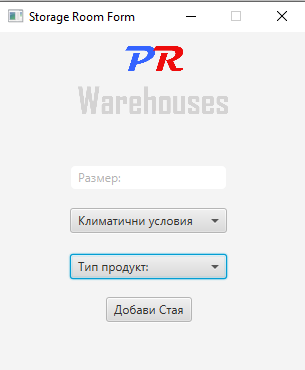 Storage Room Form
PR
Warehouses
Размер:
Климатични условия
Тип продукт:
Добави Стая